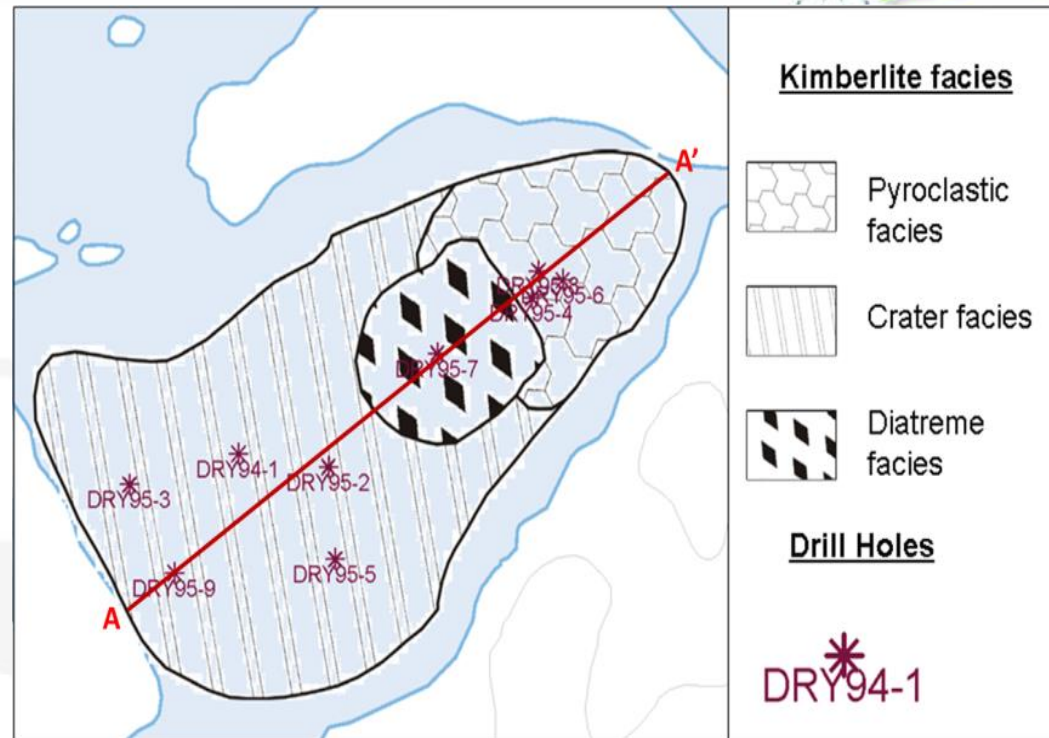 A'
DRY95-6
DRY95-4
DRY95-7
DRY94-1
DRY95-2
DRY95-3
DRY95-5
DRY95-9
A
Kimberlite facies
Pyroclastic
facies
Crater facies
Diatreme
facies
Drill Holes
DRY94-1